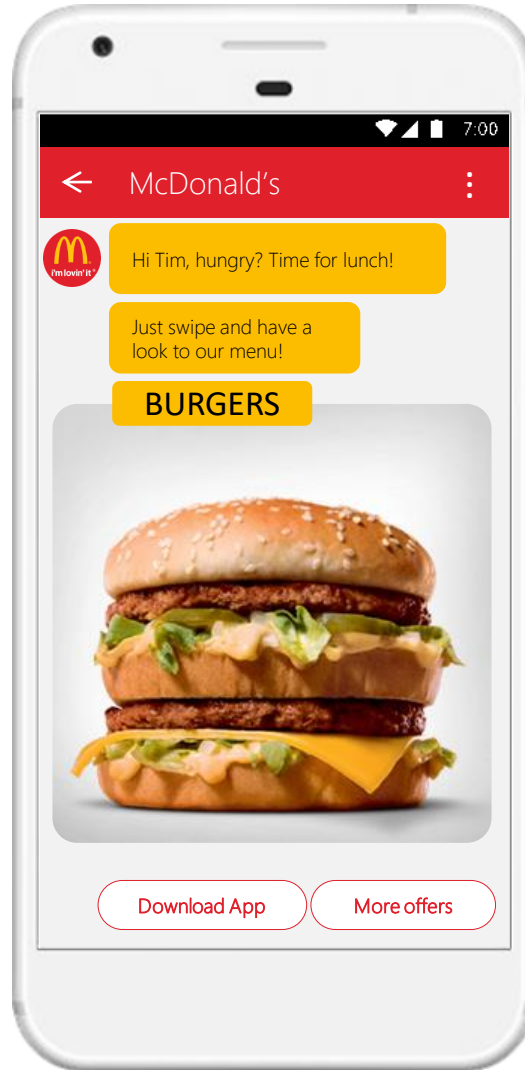 7:00
McDonald's
i'm lovin' it®
Hi Tim, hungry? Time for lunch!
Just swipe and have a
look to our menu!
BURGERS
Download App
More offers